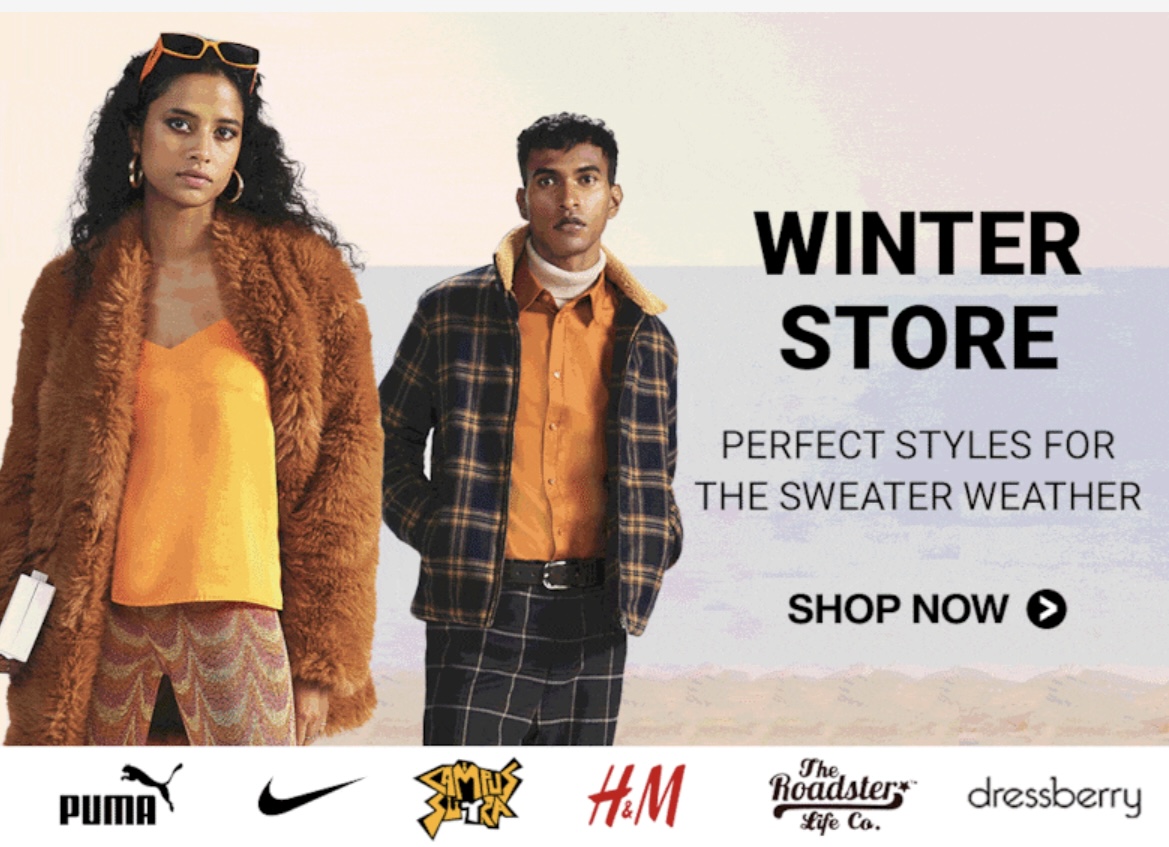 WINTER
STORE
PERFECT STYLES FOR
THE SWEATER WEATHER
SHOP NOW
PUMA
CAMPUS
SUTRA
H&M
The
Roadster
Life Co.
dressberry